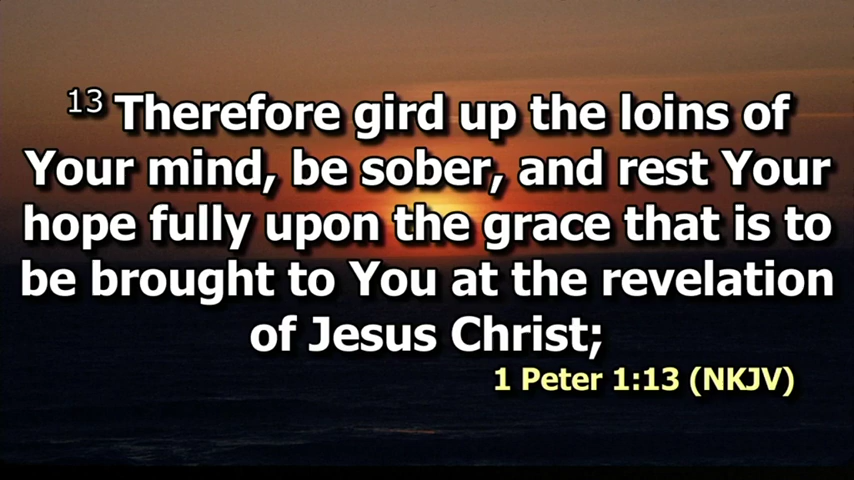 13 Therefore gird up the loins of
Your mind, be sober, and rest Your
hope fully upon the grace that is to
be brought to You at the revelation
of Jesus Christ;
1 Peter 1:13 (NKJV)